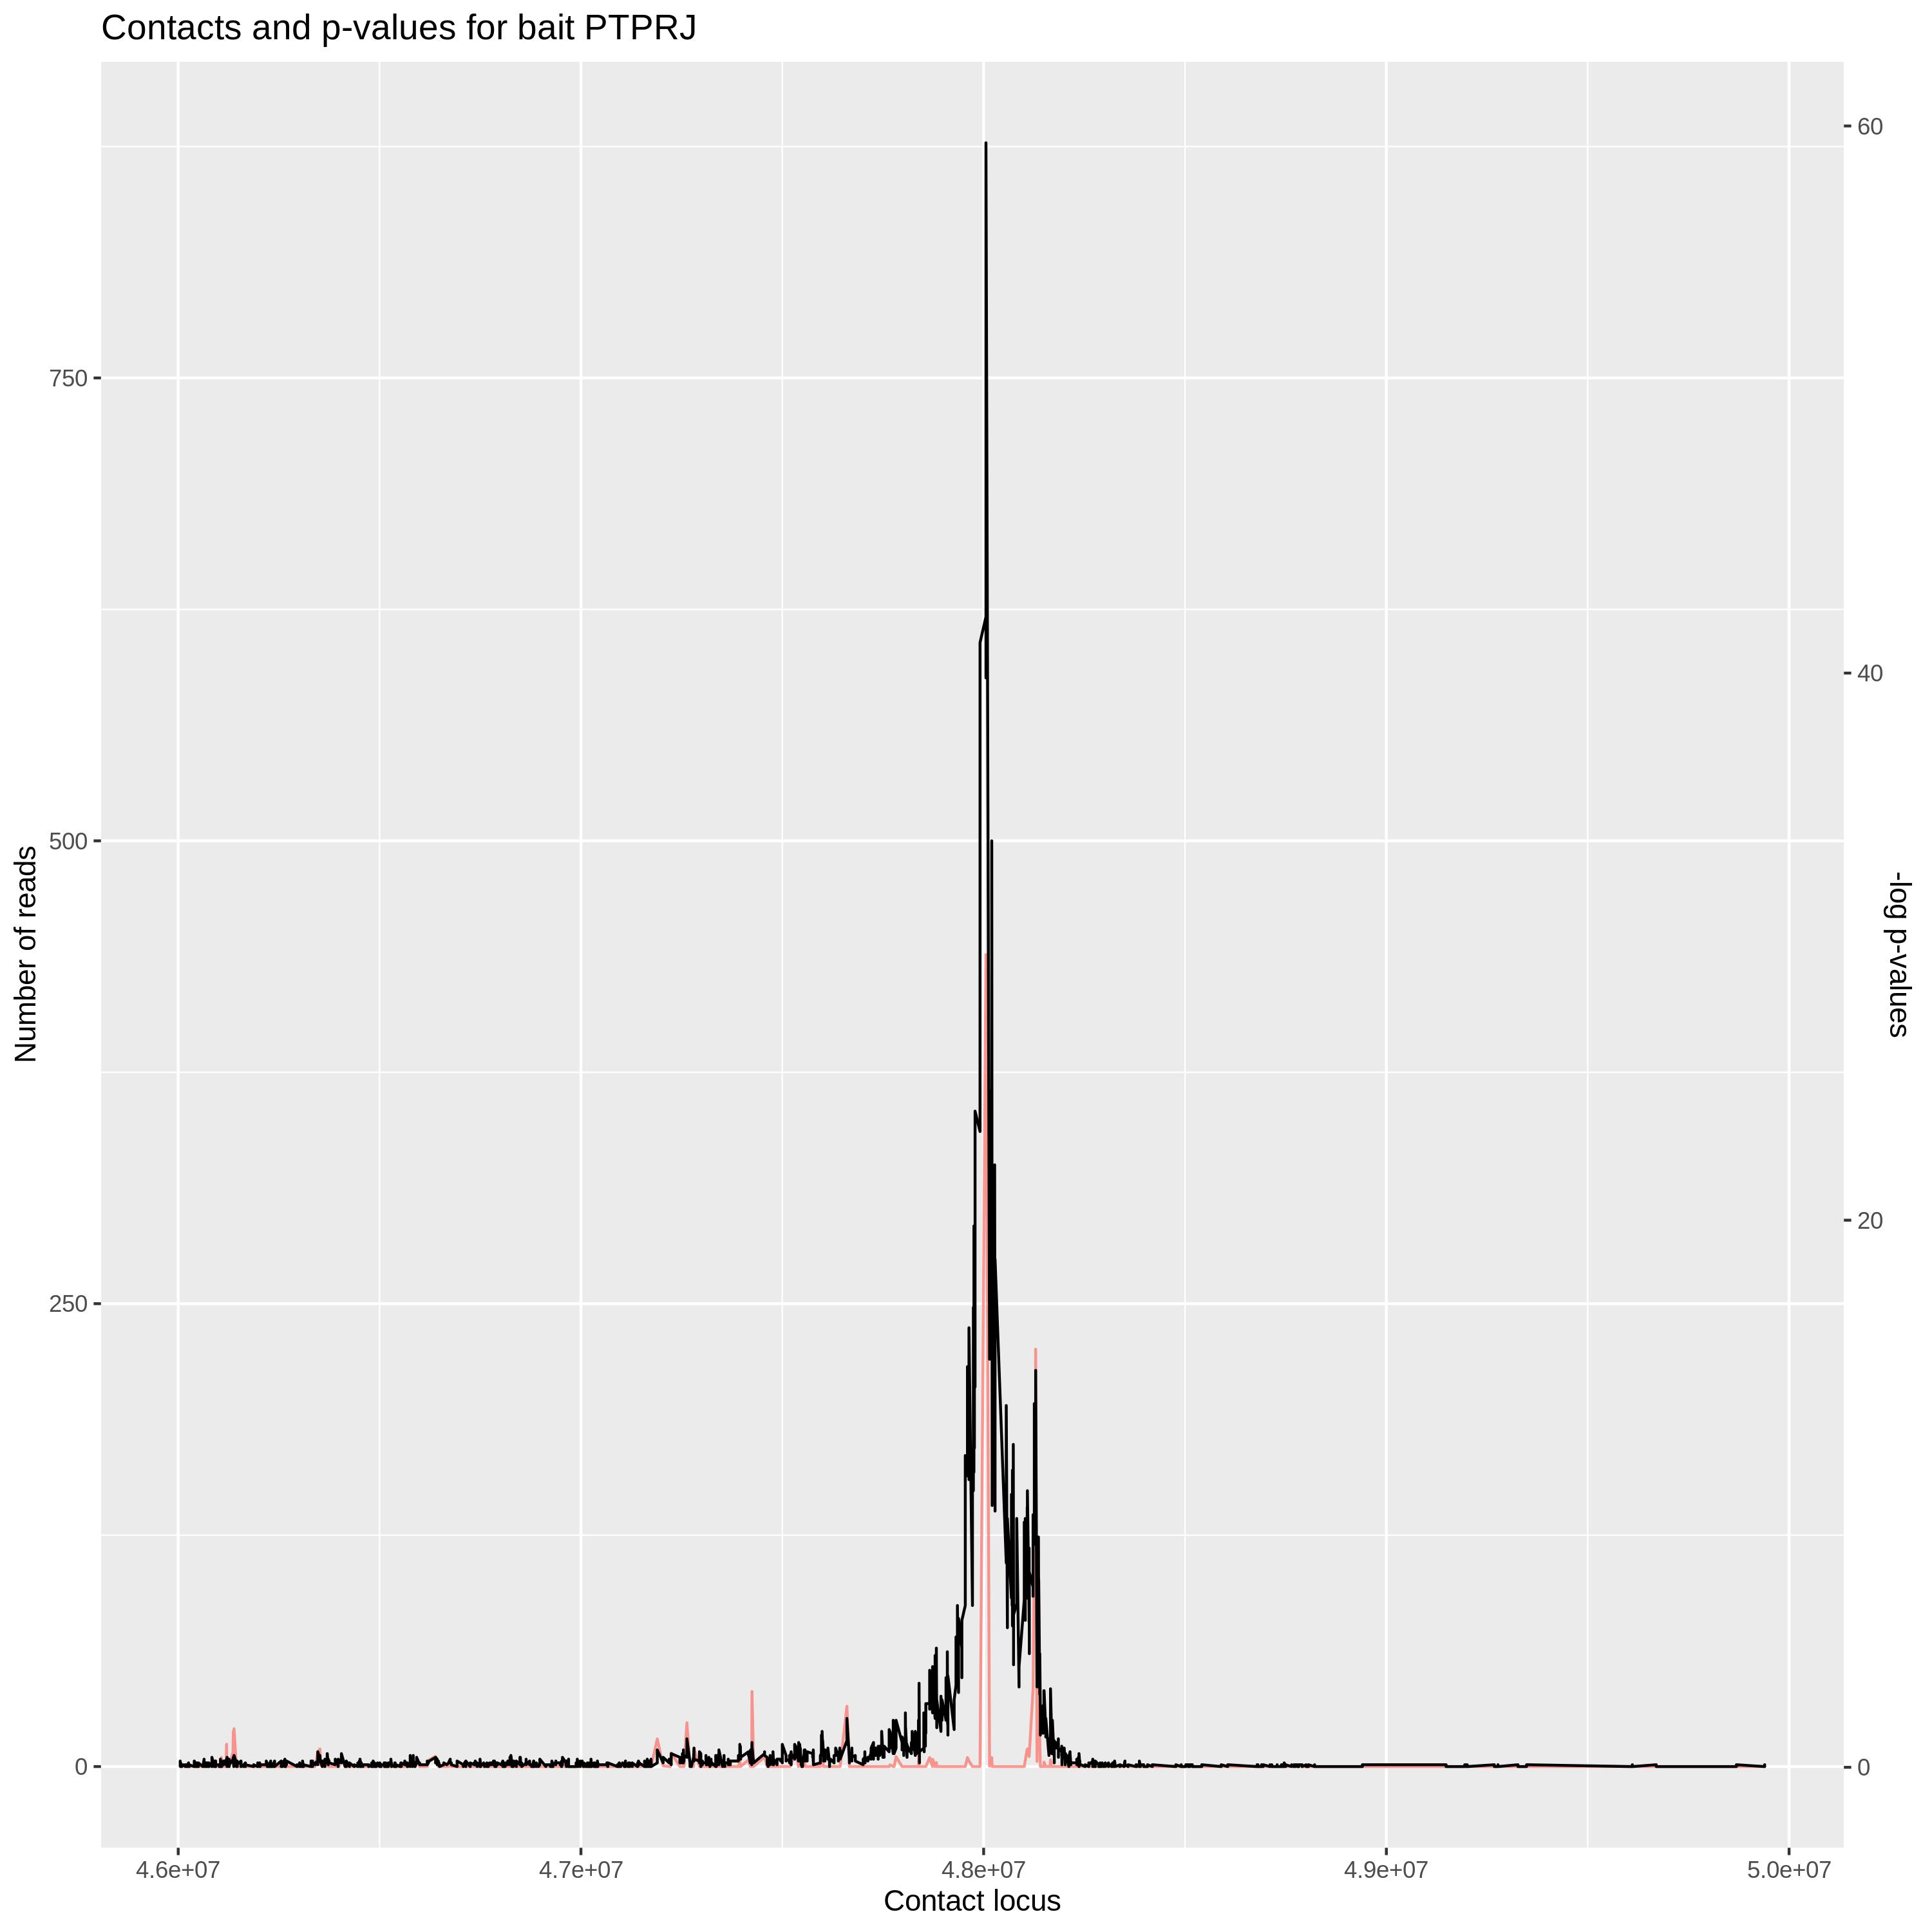 Contacts and p-values for bait PTPRJ
Number of reads
750
500
250
0
60
40
20
0
-log p-values
4.6e+07 4.7e+07 4.8e+07 4.9e+07 5.0e+07
Contact locus